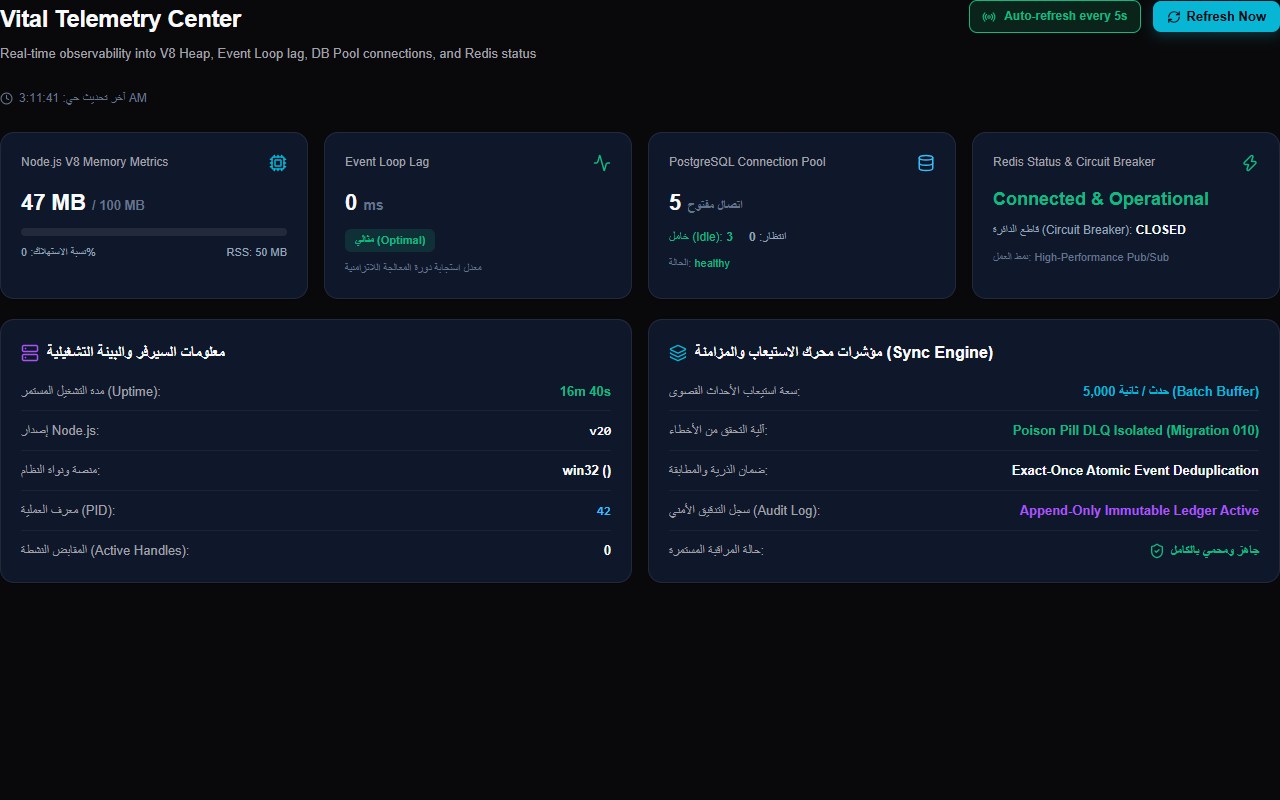 Vital Telemetry Center
Auto-refresh every 5s
Refresh Now
Real-time observability into V8 Heap, Event Loop lag, DB Pool connections, and Redis status
آخر تحديث حي: 3:11:41 AM
Node.js V8 Memory Metrics
47 MB / 100 MB
نسبة الاستهلاك: 0%
RSS: 50 MB
Event Loop Lag
0 ms
مثالي (Optimal)
معدل استجابة دورة المعالجة اللاتزامنية
PostgreSQL Connection Pool
5 اتصال مفتوح
خامل (Idle): 3
انتظار: 0
الحالة: healthy
Redis Status & Circuit Breaker
Connected & Operational
قاطع الدائرة (Circuit Breaker): CLOSED
نمط العمل: High-Performance Pub/Sub
معلومات السيرفر والبيئة التشغيلية
مدة التشغيل المستمر (Uptime): 16m 40s
إصدار Node.js: v20
منصة ونواة النظام: win32 ()
معرف العملية (PID): 42
المقابض النشطة (Active Handles): 0
مؤشرات محرك الاستيعاب والمزامنة (Sync Engine)
سعة استيعاب الأحداث القصوى: 5,000 حدث / ثانية (Batch Buffer)
آلية التحقق من الأخطاء: Poison Pill DLQ Isolated (Migration 010)
ضمان الذرية والمطابقة: Exact-Once Atomic Event Deduplication
سجل التدقيق الأمني (Audit Log): Append-Only Immutable Ledger Active
حالة المراقبة المستمرة: جاهز ومحمي بالكامل